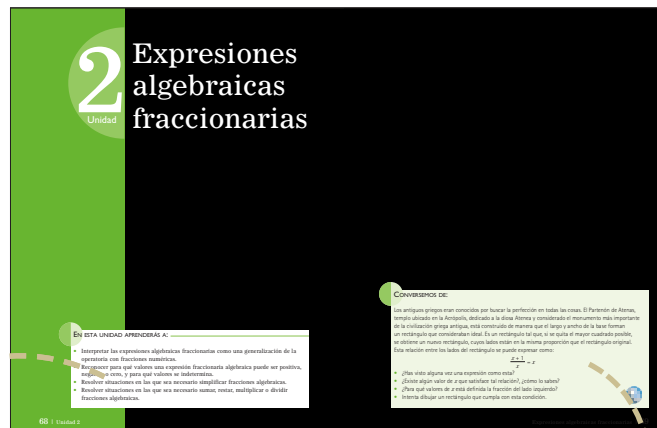 2
Unidad
Expresiones
algebraicas
fraccionarias
EN ESTA UNIDAD APRENDERÁS A:
• Interpretar las expresiones algebraicas fraccionarias como una generalización de la
operatoria con fracciones numéricas.
• Reconocer para qué valores una expresión fraccionaria algebraica puede ser positiva,
negativa o cero, y para qué valores se indetermina.
• Resolver situaciones en las que sea necesario simplificar fracciones algebraicas.
• Resolver situaciones en las que sea necesario sumar, restar, multiplicar o dividir
fracciones algebraicas.
68 | Unidad 2
CONVERSEMOS DE:
Los antiguos griegos eran conocidos por buscar la perfección en todas las cosas. El Partenón de Atenas,
templo ubicado en la Acrópolis, dedicado a la diosa Atenea y considerado el monumento más importante
de la civilización griega antigua, está construido de manera que el largo y ancho de la base forman
un rectángulo que consideraban ideal. Es un rectángulo tal que, si se quita el mayor cuadrado posible,
se obtiene un nuevo rectángulo, cuyos lados están en la misma proporción que el rectángulo original.
Esta relación entre los lados del rectángulo se puede expresar como:
x + 1
/ x = x
• ¿Has visto alguna vez una expresión como esta?
• ¿Existe algún valor de x que satisface tal relación?, ¿cómo lo sabes?
• ¿Para qué valores de x está definida la fracción del lado izquierdo?
• Intenta dibujar un rectángulo que cumpla con esta condición.